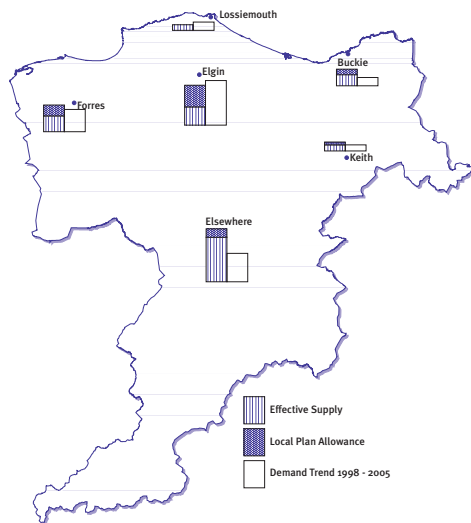 Lossiemouth
Elgin
Buckie
Forres
Keith
Elsewhere
Effective Supply
Local Plan Allowance
Demand Trend 1998 - 2005